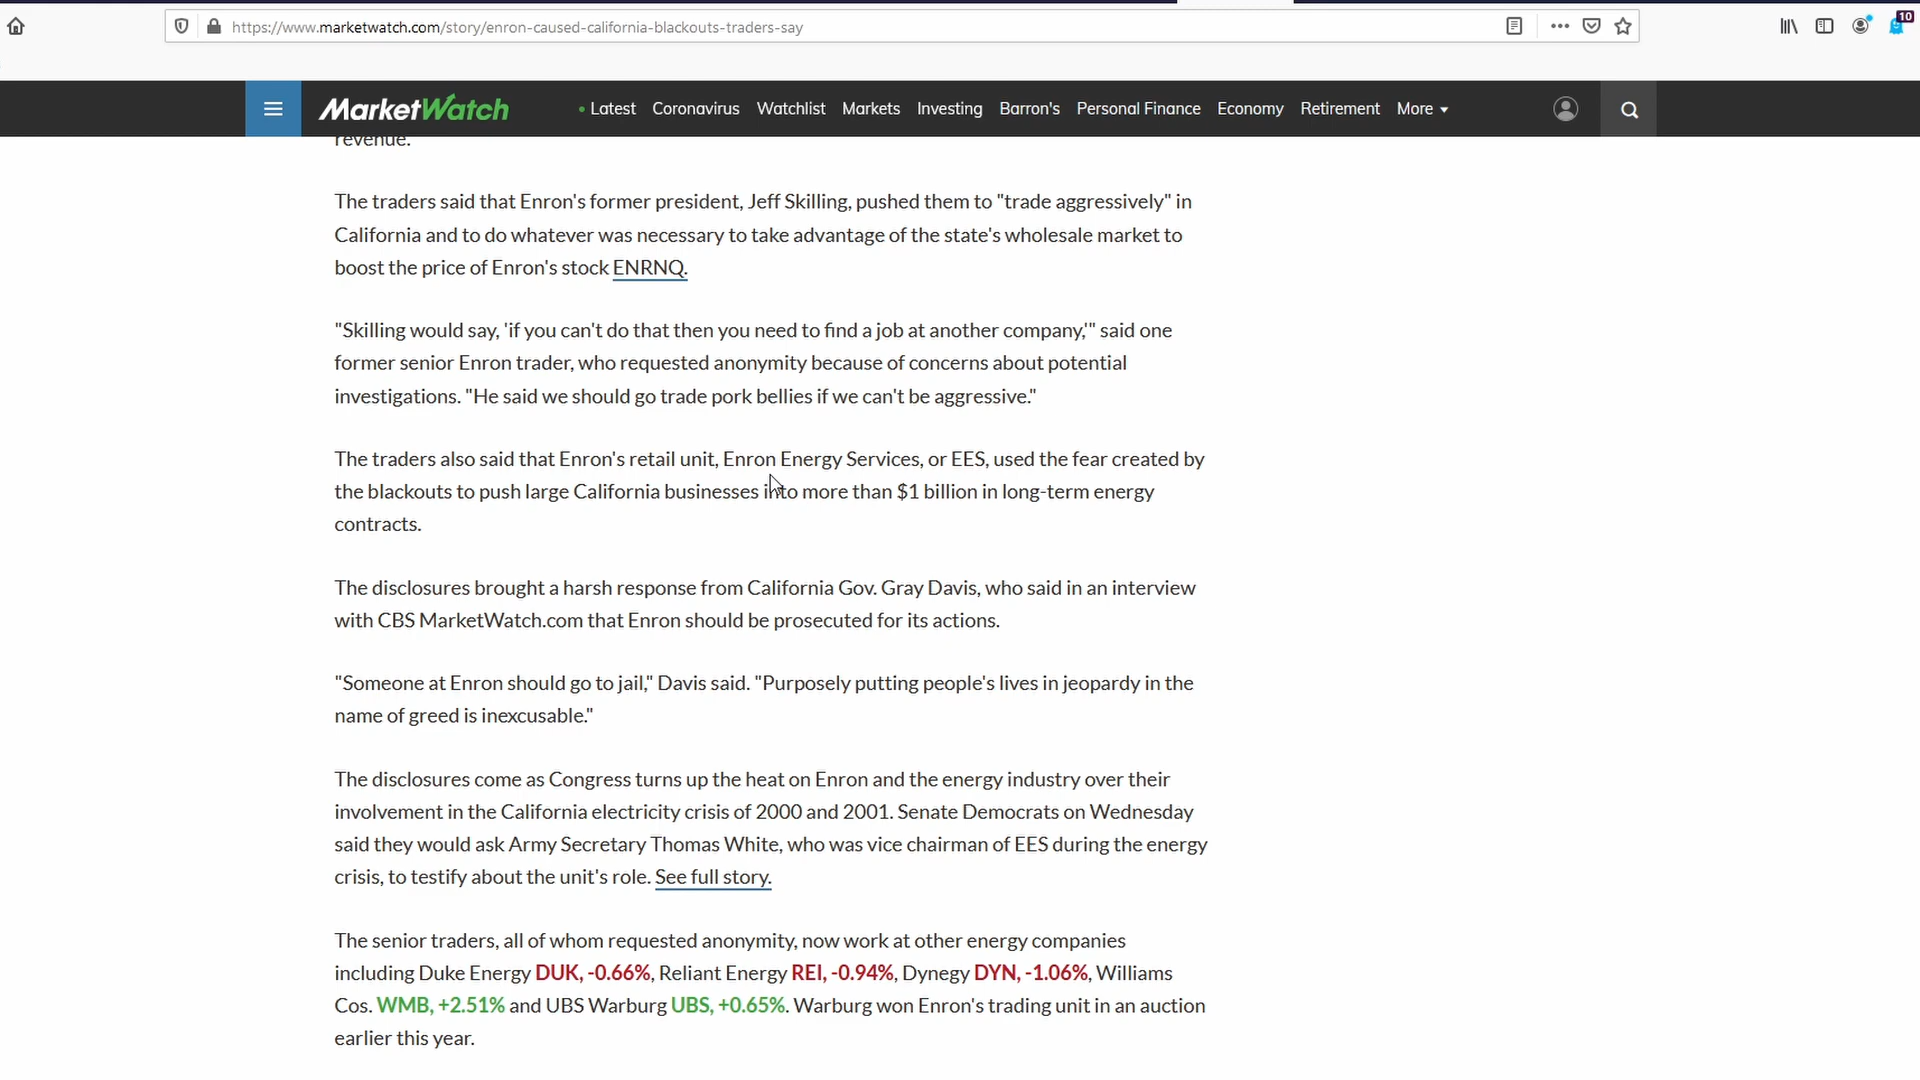 10
https://www.marketwatch.com/story/enron-caused-california-blackouts-traders-say
MarketWatch
Latest Coronavirus Watchlist Markets Investing Barron's Personal Finance Economy Retirement More
revenue.
The traders said that Enron's former president, Jeff Skilling, pushed them to "trade aggressively" in
California and to do whatever was necessary to take advantage of the state's wholesale market to
boost the price of Enron's stock ENRNQ.
"Skilling would say, 'if you can't do that then you need to find a job at another company,'" said one
former senior Enron trader, who requested anonymity because of concerns about potential
investigations. "He said we should go trade pork bellies if we can't be aggressive."
The traders also said that Enron's retail unit, Enron Energy Services, or EES, used the fear created by
the blackouts to push large California businesses into more than $1 billion in long-term energy
contracts.
The disclosures brought a harsh response from California Gov. Gray Davis, who said in an interview
with CBS MarketWatch.com that Enron should be prosecuted for its actions.
"Someone at Enron should go to jail," Davis said. "Purposely putting people's lives in jeopardy in the
name of greed is inexcusable."
The disclosures come as Congress turns up the heat on Enron and the energy industry over their
involvement in the California electricity crisis of 2000 and 2001. Senate Democrats on Wednesday
said they would ask Army Secretary Thomas White, who was vice chairman of EES during the energy
crisis, to testify about the unit's role. See full story.
The senior traders, all of whom requested anonymity, now work at other energy companies
including Duke Energy DUK, -0.66%, Reliant Energy REI, -0.94%, Dynegy DYN, -1.06%, Williams
Cos. WMB, +2.51% and UBS Warburg UBS, +0.65%. Warburg won Enron's trading unit in an auction
earlier this year.